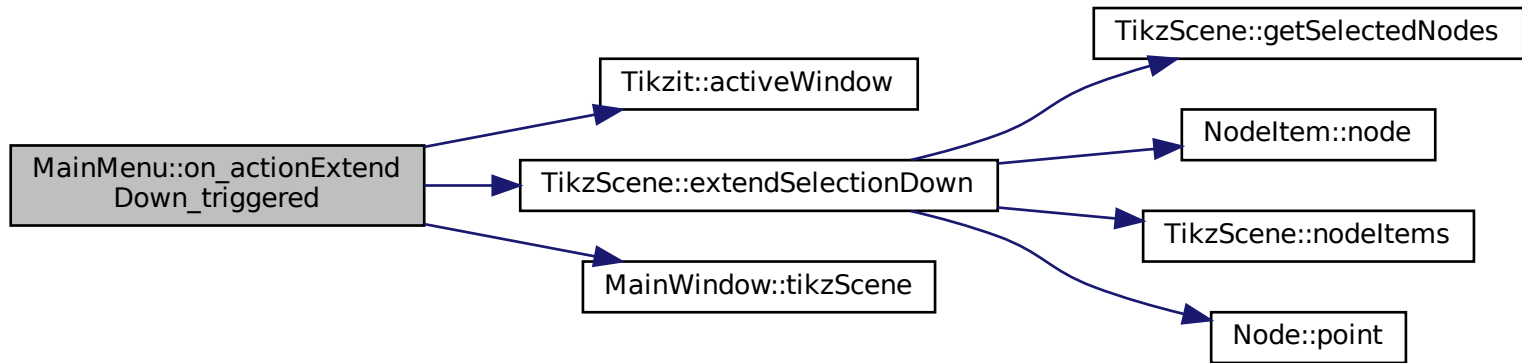 MainMenu::on_actionExtend
Down_triggered
Tikzit::activeWindow
TikzScene::extendSelectionDown
MainWindow::tikzScene
TikzScene::getSelectedNodes
NodeItem::node
TikzScene::nodeItems
Node::point